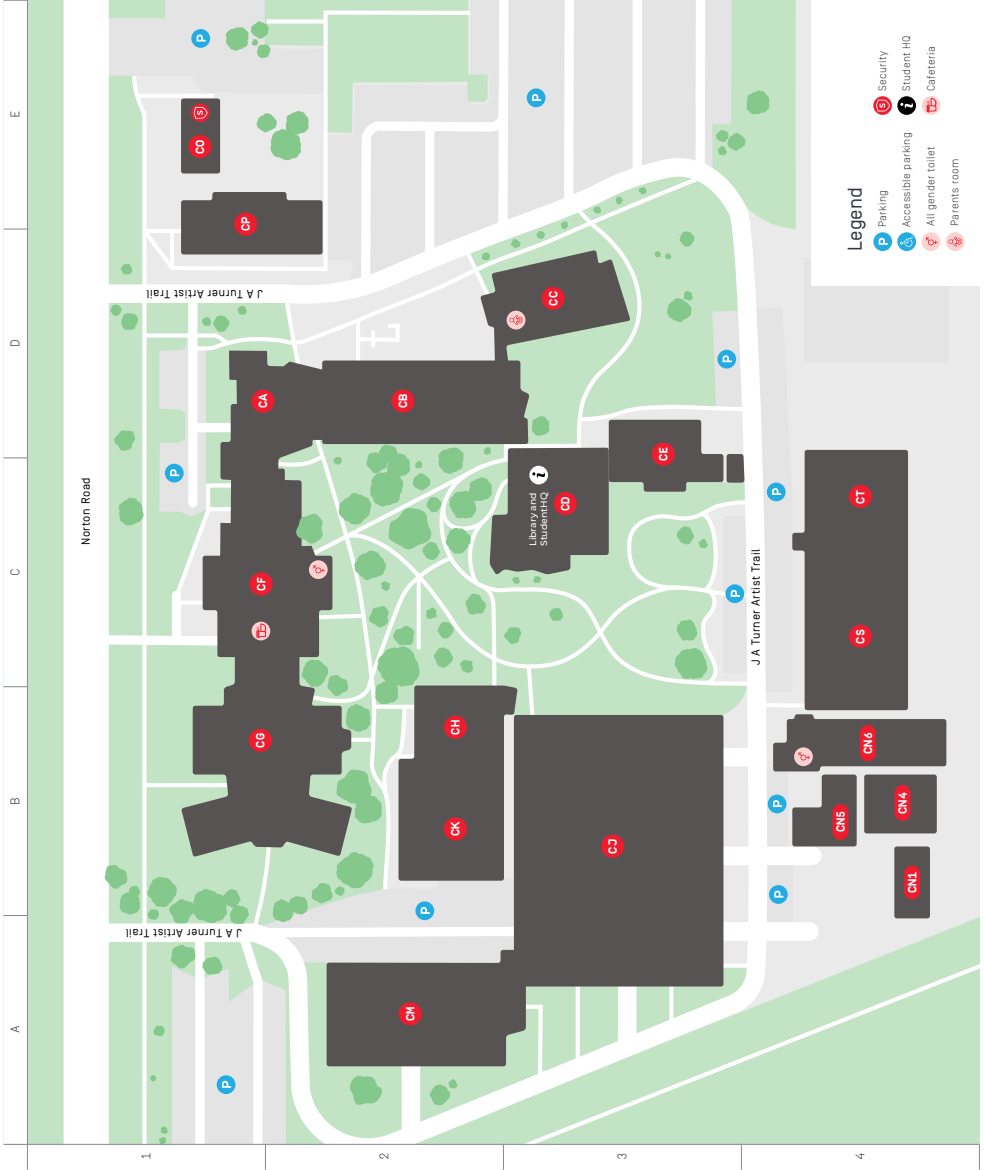 A B C D E
Norton Road
1
J A Turner Artist Trail
J A Turner Artist Trail
P
CO S P
P
CP
CG CF CA
2
CB
CM
P
CK CH
P
i
Library and
StudentHQ
CC
CD
CJ
3
CE
P
P
J A Turner Artist Trail
P P P
CN5
4
CS CT
CN6
CN4
CN1
Legend
P Parking
Accessible parking
All gender toilet
Parents room
S Security
i Student HQ
Cafeteria